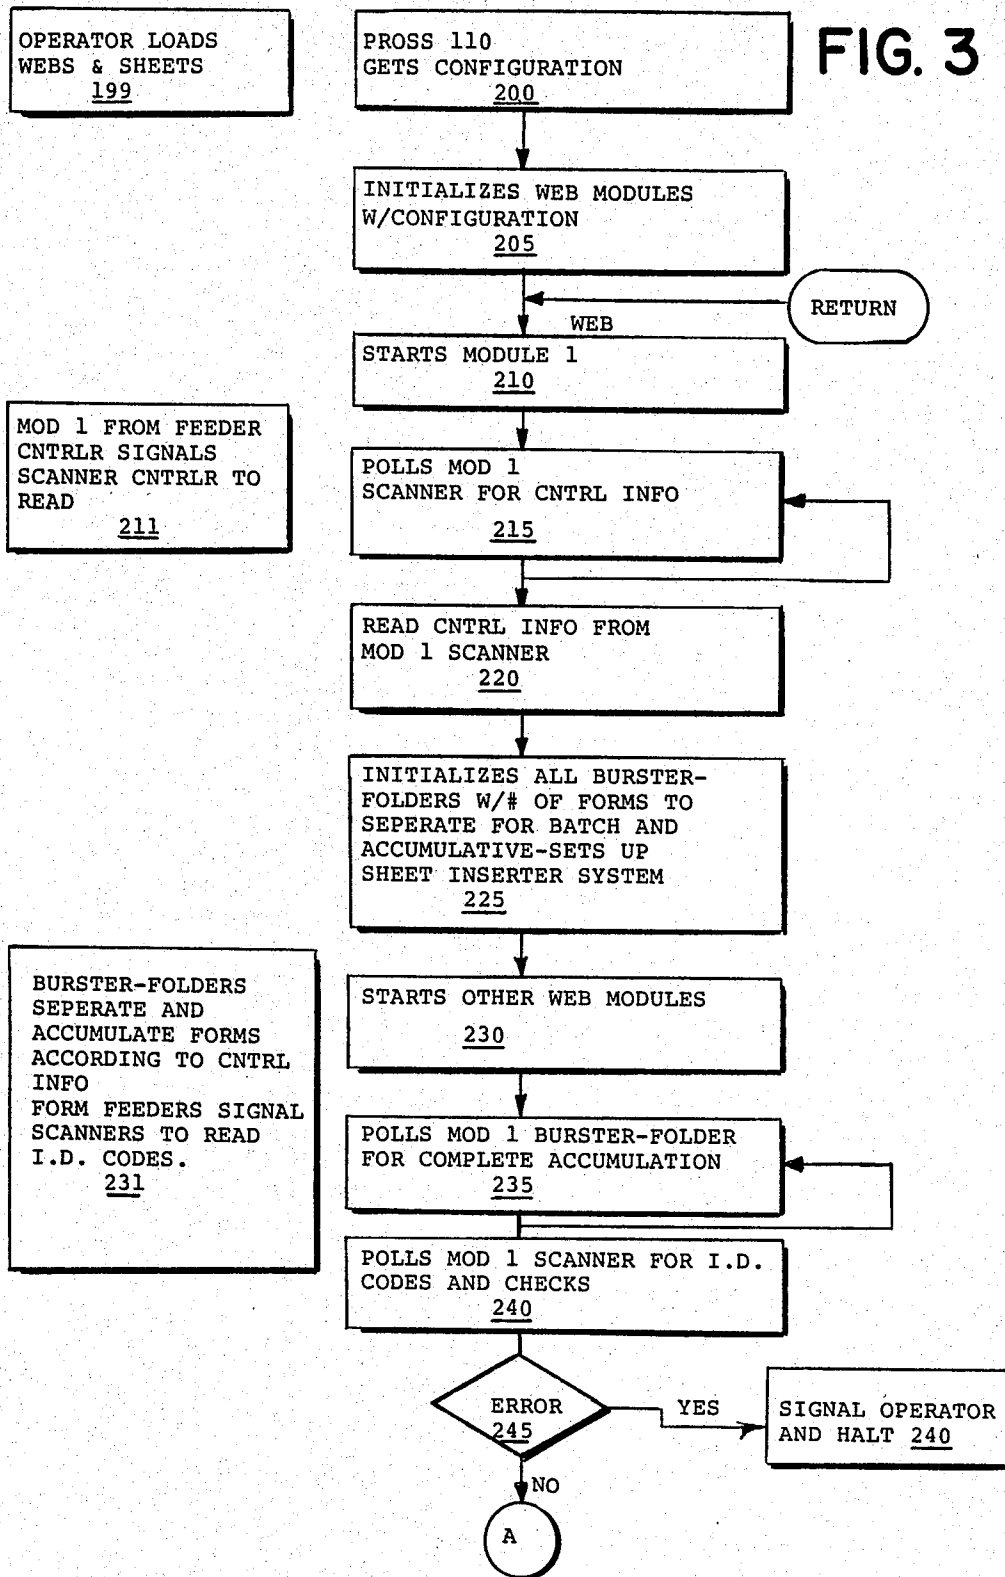 OPERATOR LOADS
WEBS & SHEETS
199
PROSS 110
GETS CONFIGURATION
200
FIG. 3
INITIALIZES WEB MODULES
W/CONFIGURATION
205
RETURN
WEB
STARTS MODULE 1
210
MOD 1 FROM FEEDER
CNTRLR SIGNALS
SCANNER CNTRLR TO
READ
211
POLLS MOD 1
SCANNER FOR CNTRL INFO
215
READ CNTRL INFO FROM
MOD 1 SCANNER
220
INITIALIZES ALL BURSTER-
FOLDERS W/# OF FORMS TO
SEPERATE FOR BATCH AND
ACCUMULATIVE-SETS UP
SHEET INSERTER SYSTEM
225
BURSTER-FOLDERS
SEPERATE AND
ACCUMULATE FORMS
ACCORDING TO CNTRL
INFO
FORM FEEDERS SIGNAL
SCANNERS TO READ
I.D. CODES.
231
STARTS OTHER WEB MODULES
230
POLLS MOD 1 BURSTER-FOLDER
FOR COMPLETE ACCUMULATION
235
POLLS MOD 1 SCANNER FOR I.D.
CODES AND CHECKS
240
ERROR
245
YES
SIGNAL OPERATOR
AND HALT 240
NO
A